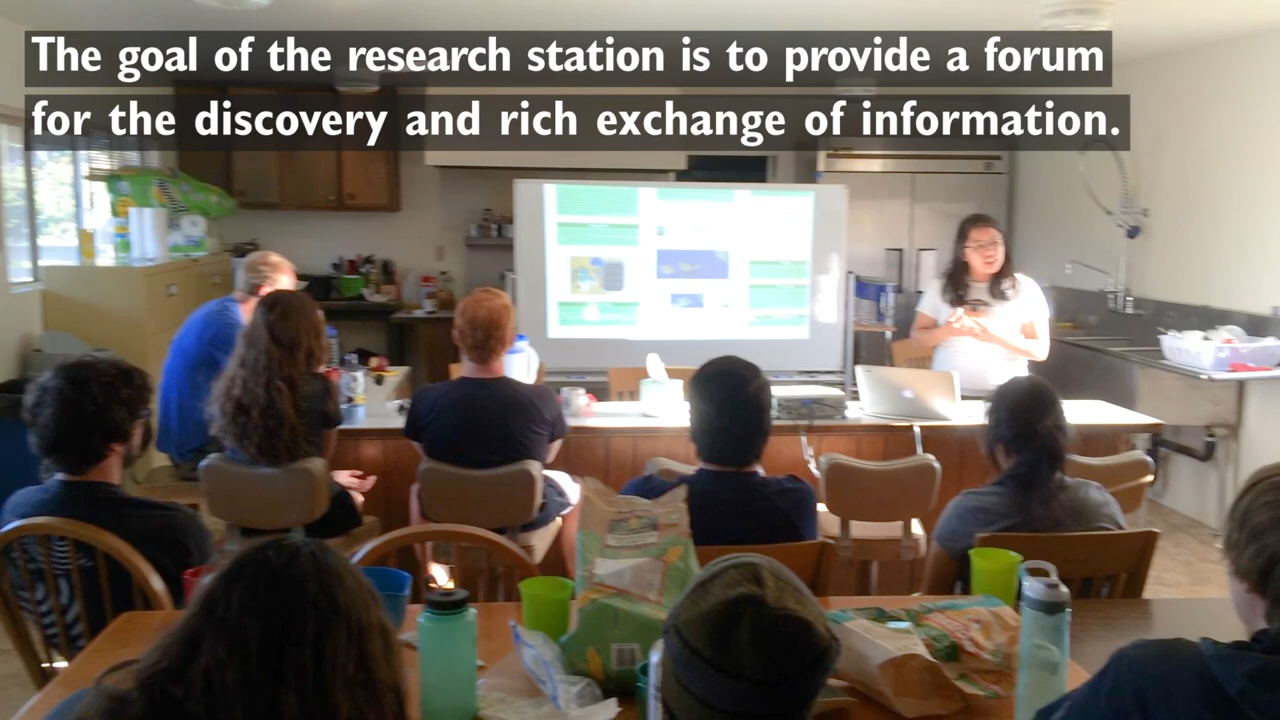 The goal of the research station is to provide a forum
for the discovery and rich exchange of information.